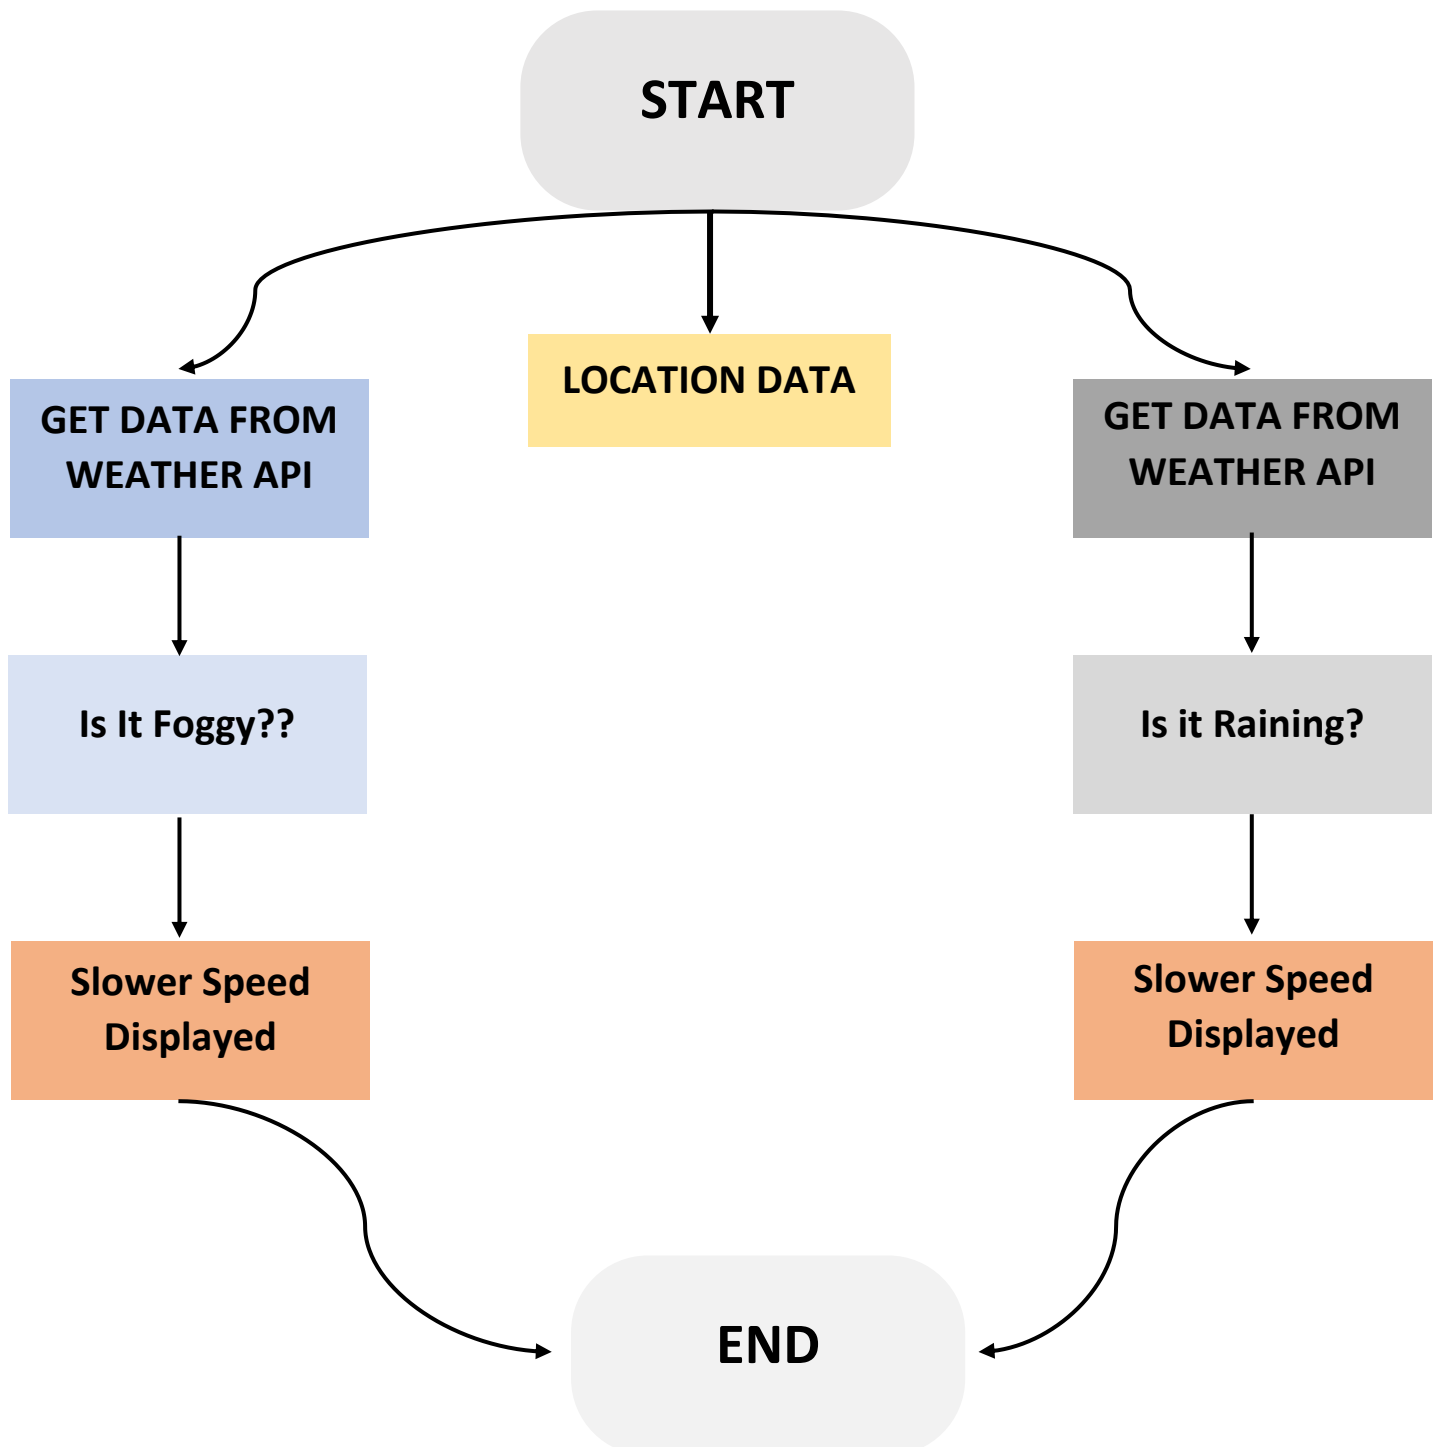 START
LOCATION DATA
GET DATA FROM
WEATHER API
GET DATA FROM
WEATHER API
Is It Foggy??
Is it Raining?
Slower Speed
Displayed
Slower Speed
Displayed
END